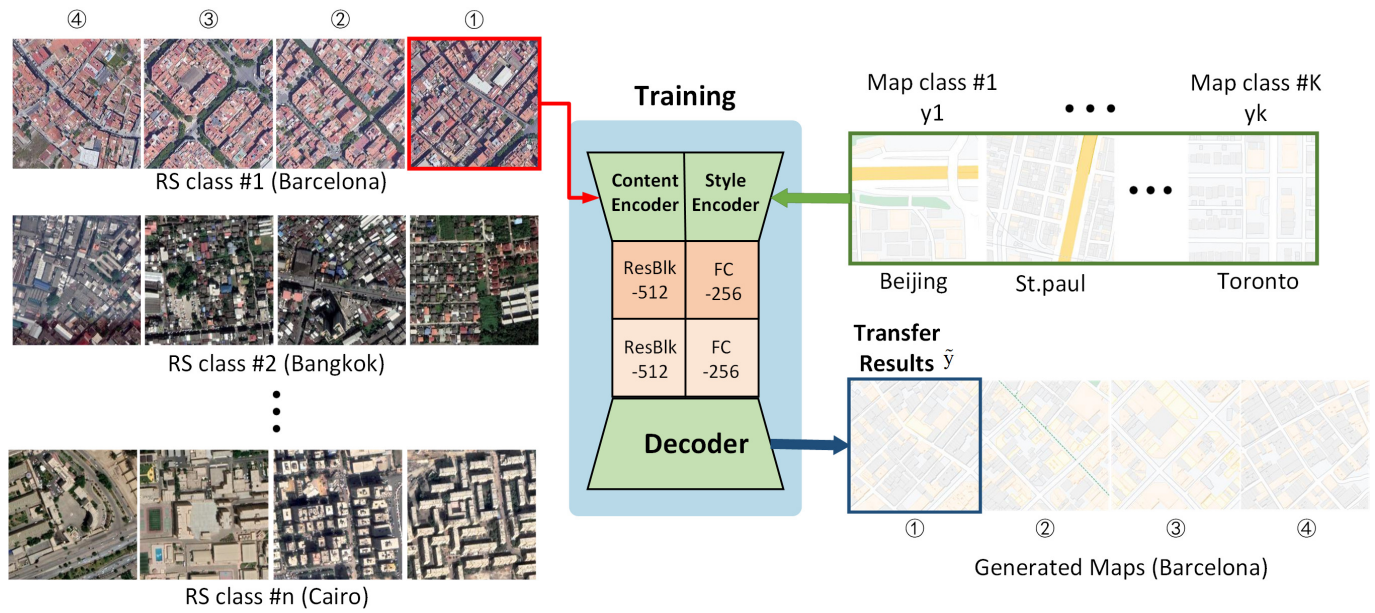 ④ ③ ② ①
RS class #1 (Barcelona)
RS class #2 (Bangkok)
RS class #n (Cairo)
Training
Content
Encoder
Style
Encoder
ResBlk
-512
FC
-256
ResBlk
-512
FC
-256
Decoder
Map class #1
y1
Map class #K
yk
Beijing
St.paul
Toronto
Transfer
Results ỹ
① ② ③ ④
Generated Maps (Barcelona)